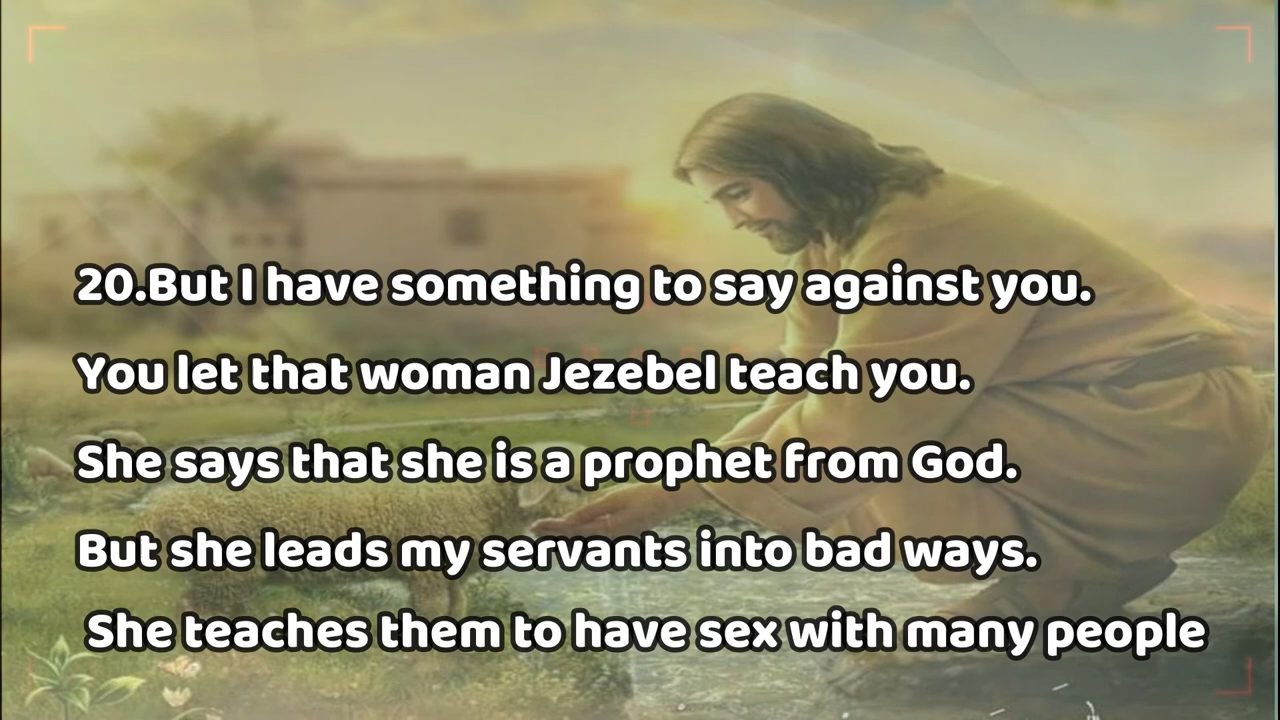 20.But I have something to say against you.
You let that woman Jezebel teach you.
She says that she is a prophet from God.
But she leads my servants into bad ways.
She teaches them to have sex with many people